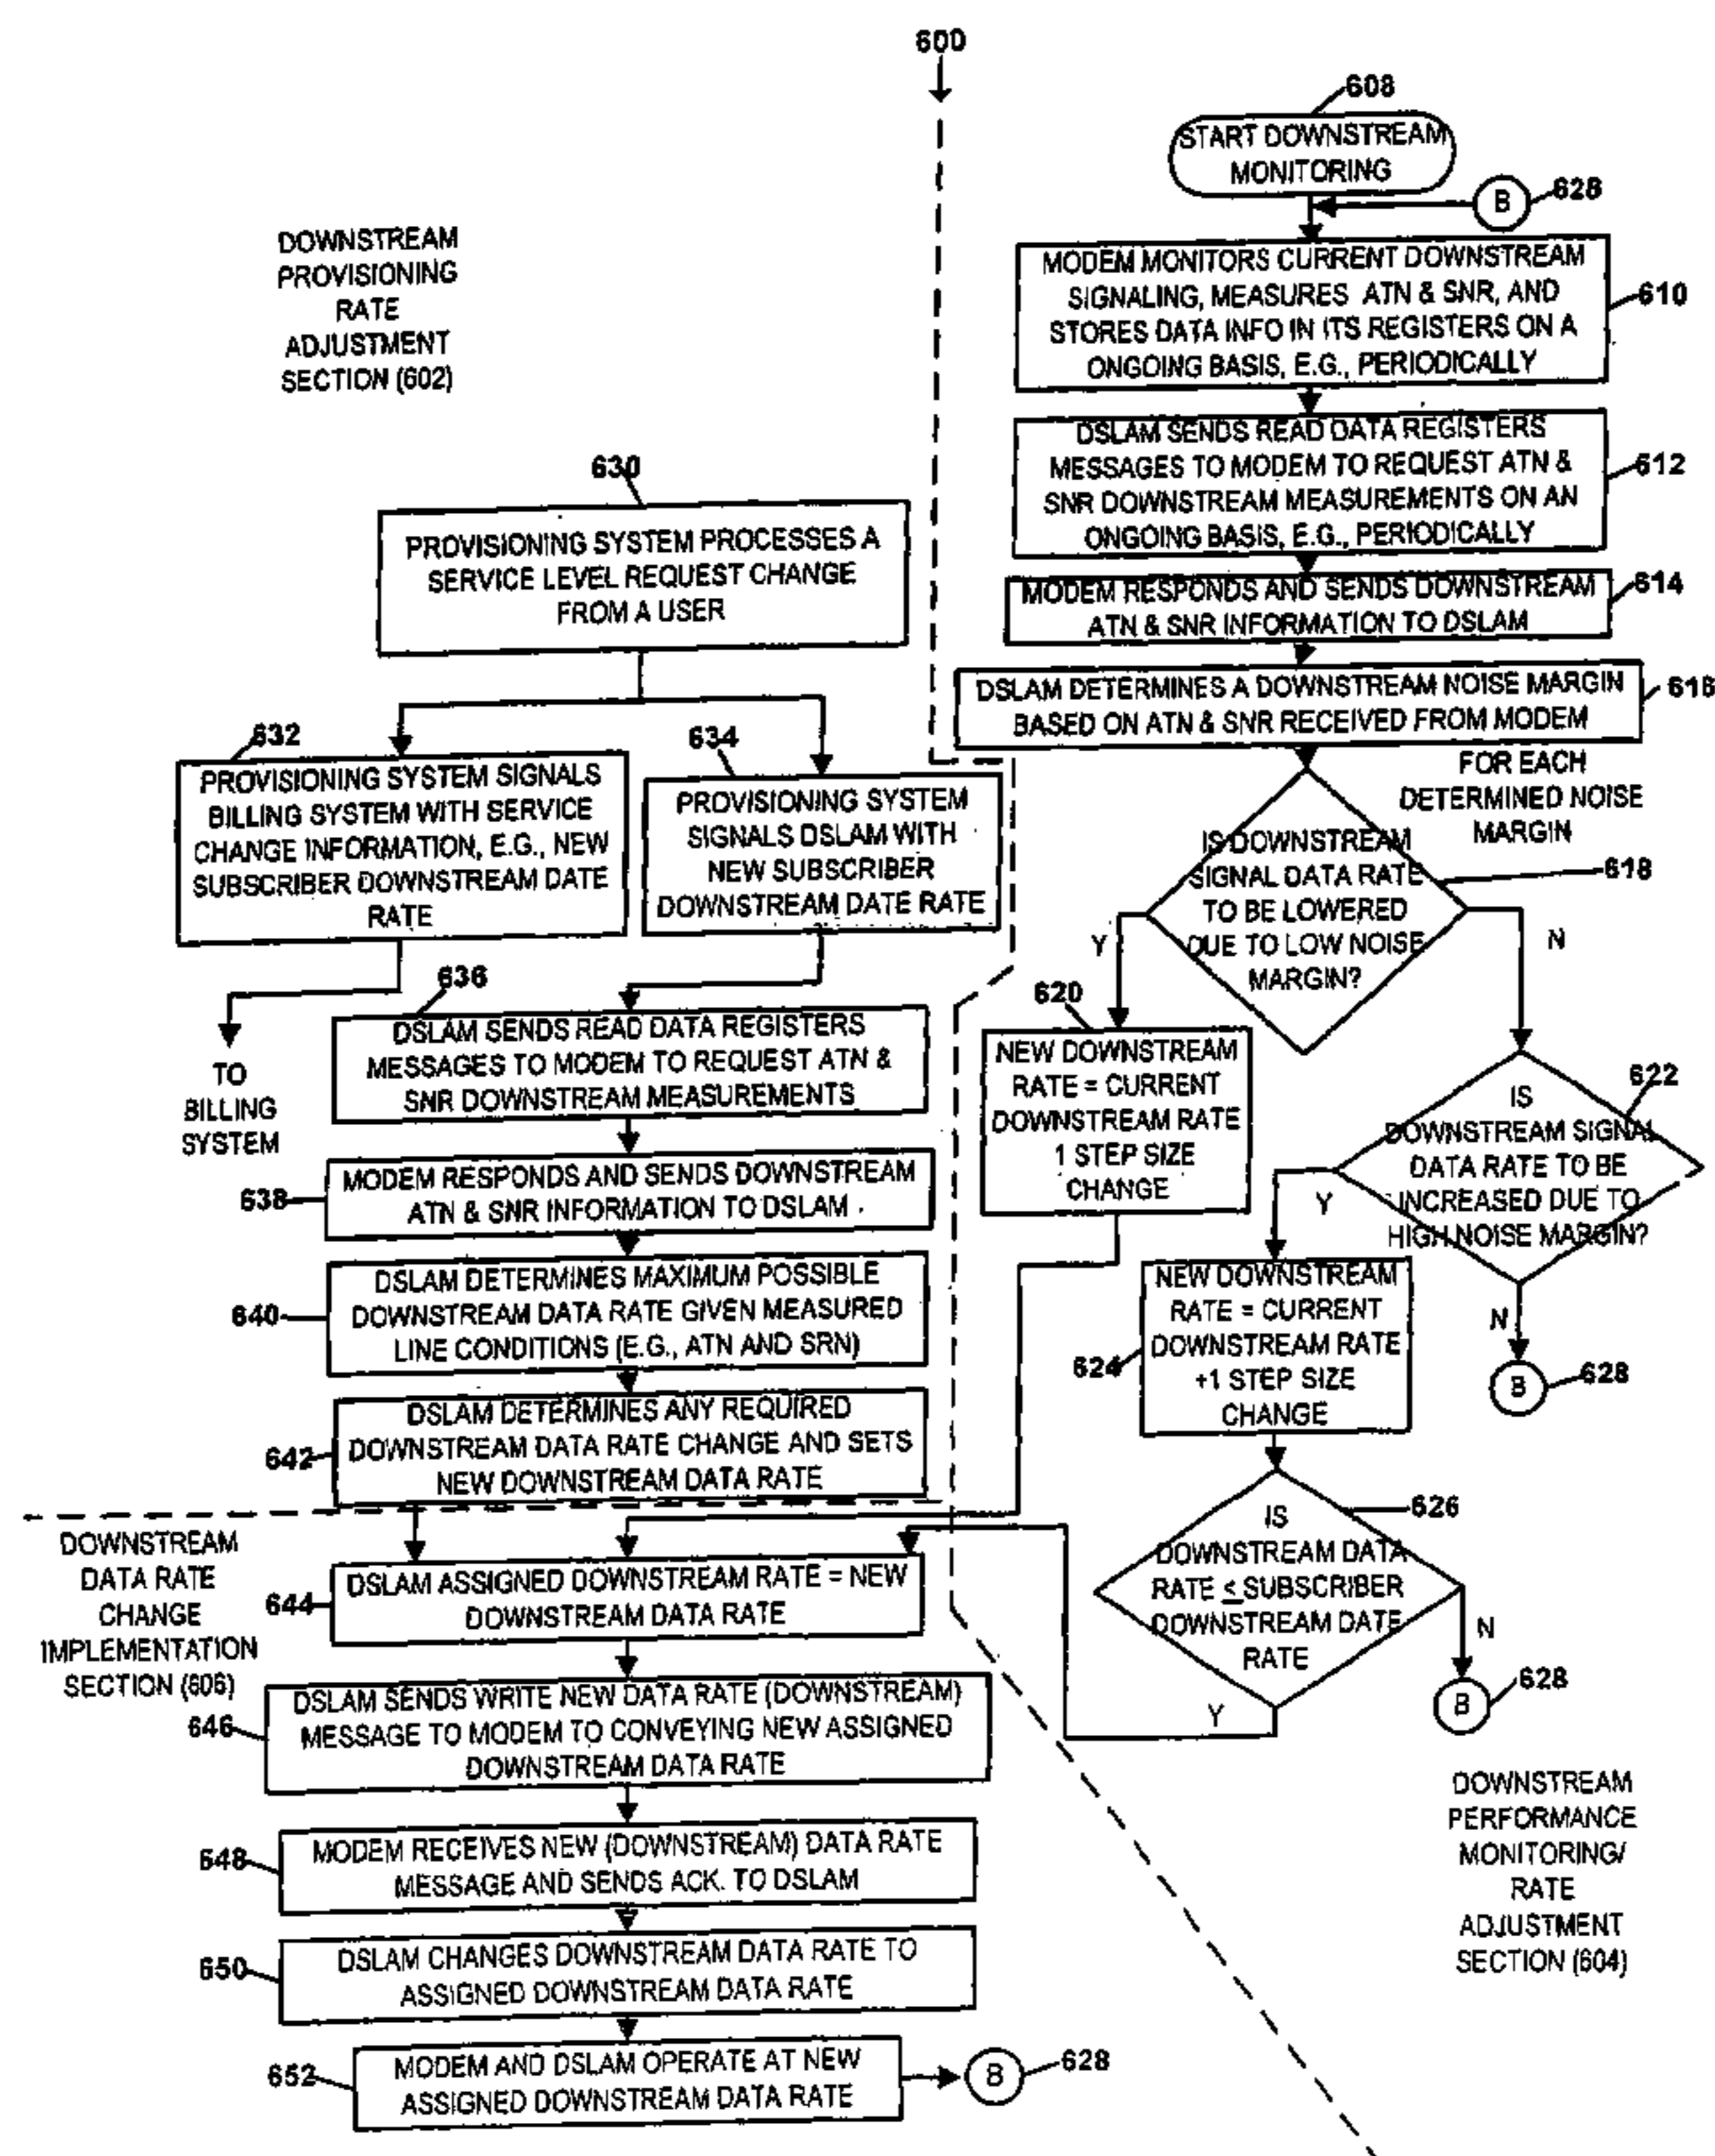 600
608
START DOWNSTREAM
MONITORING
B
628
MODEM MONITORS CURRENT DOWNSTREAM
SIGNALING, MEASURES ATN & SNR, AND
STORES DATA INFO IN ITS REGISTERS ON A
ONGOING BASIS, E.G., PERIODICALLY
610
DSLAM SENDS READ DATA REGISTERS
MESSAGES TO MODEM TO REQUEST ATN &
SNR DOWNSTREAM MEASUREMENTS ON AN
ONGOING BASIS, E.G., PERIODICALLY
612
MODEM RESPONDS AND SENDS DOWNSTREAM
ATN & SNR INFORMATION TO DSLAM
614
DSLAM DETERMINES A DOWNSTREAM NOISE MARGIN
BASED ON ATN & SNR RECEIVED FROM MODEM
616
FOR EACH
DETERMINED NOISE
MARGIN
IS DOWNSTREAM
SIGNAL DATA RATE
TO BE LOWERED
DUE TO LOW NOISE
MARGIN?
618
Y
N
620
NEW DOWNSTREAM
RATE = CURRENT
DOWNSTREAM RATE
1 STEP SIZE
CHANGE
622
IS
DOWNSTREAM SIGNAL
DATA RATE TO BE
INCREASED DUE TO
HIGH NOISE MARGIN?
Y
N
B
628
NEW DOWNSTREAM
RATE = CURRENT
DOWNSTREAM RATE
+1 STEP SIZE
CHANGE
624
IS
DOWNSTREAM DATA
RATE ≤ SUBSCRIBER
DOWNSTREAM DATE
RATE
626
N
Y
B
628
DOWNSTREAM
PERFORMANCE
MONITORING/
RATE
ADJUSTMENT
SECTION (604)
DOWNSTREAM
PROVISIONING
RATE
ADJUSTMENT
SECTION (602)
630
PROVISIONING SYSTEM PROCESSES A
SERVICE LEVEL REQUEST CHANGE
FROM A USER
632
PROVISIONING SYSTEM SIGNALS
BILLING SYSTEM WITH SERVICE
CHANGE INFORMATION, E.G., NEW
SUBSCRIBER DOWNSTREAM DATE
RATE
TO
BILLING
SYSTEM
634
PROVISIONING SYSTEM
SIGNALS DSLAM WITH
NEW SUBSCRIBER
DOWNSTREAM DATE RATE
636
DSLAM SENDS READ DATA REGISTERS
MESSAGES TO MODEM TO REQUEST ATN &
SNR DOWNSTREAM MEASUREMENTS
638
MODEM RESPONDS AND SENDS DOWNSTREAM
ATN & SNR INFORMATION TO DSLAM
640
DSLAM DETERMINES MAXIMUM POSSIBLE
DOWNSTREAM DATA RATE GIVEN MEASURED
LINE CONDITIONS (E.G., ATN AND SRN)
642
DSLAM DETERMINES ANY REQUIRED
DOWNSTREAM DATA RATE CHANGE AND SETS
NEW DOWNSTREAM DATA RATE
DOWNSTREAM
DATA RATE
CHANGE
IMPLEMENTATION
SECTION (606)
644
DSLAM ASSIGNED DOWNSTREAM RATE = NEW
DOWNSTREAM DATA RATE
646
DSLAM SENDS WRITE NEW DATA RATE (DOWNSTREAM)
MESSAGE TO MODEM TO CONVEYING NEW ASSIGNED
DOWNSTREAM DATA RATE
648
MODEM RECEIVES NEW (DOWNSTREAM) DATA RATE
MESSAGE AND SENDS ACK. TO DSLAM
650
DSLAM CHANGES DOWNSTREAM DATA RATE TO
ASSIGNED DOWNSTREAM DATA RATE
652
MODEM AND DSLAM OPERATE AT NEW
ASSIGNED DOWNSTREAM DATA RATE
B
628